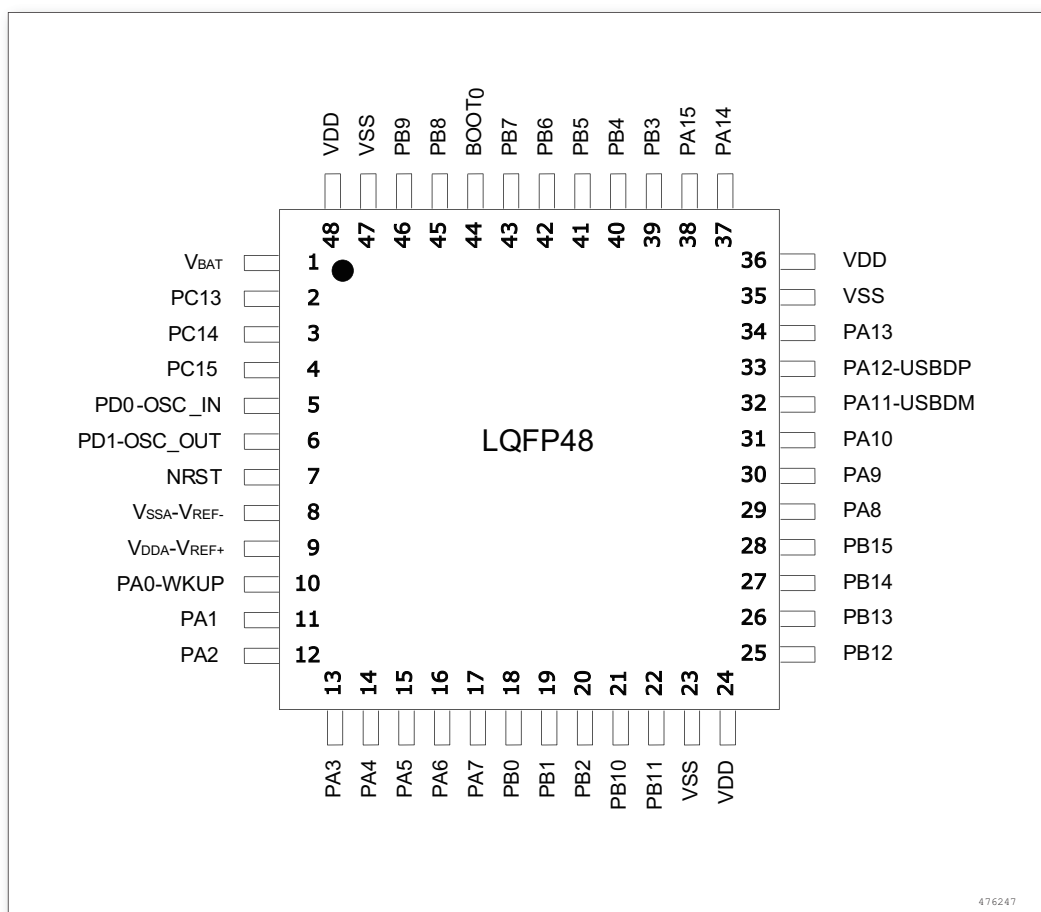 VDD VSS PB9 PB8 BOOT0 PB7 PB6 PB5 PB4 PB3 PA15 PA14
48 47 46 45 44 43 42 41 40 39 38 37
VBAT 1 36 VDD
PC13 2 35 VSS
PC14 3 34 PA13
PC15 4 33 PA12-USBDP
PD0-OSC_IN 5 32 PA11-USBDM
PD1-OSC_OUT 6 LQFP48 31 PA10
NRST 7 30 PA9
VSSA-VREF- 8 29 PA8
VDDA-VREF+ 9 28 PB15
PA0-WKUP 10 27 PB14
PA1 11 26 PB13
PA2 12 25 PB12
13 14 15 16 17 18 19 20 21 22 23 24
PA3 PA4 PA5 PA6 PA7 PB0 PB1 PB2 PB10 PB11 VSS VDD
476247